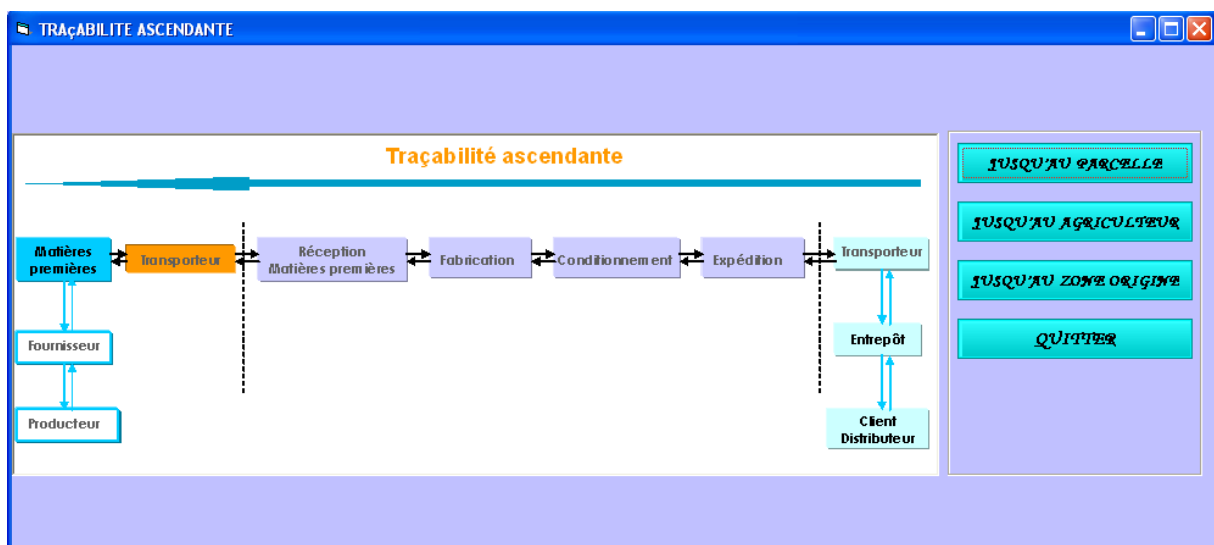 TRAçABILITE ASCENDANTE
Traçabilité ascendante
Matières
premières
Transporteur
Réception
Matières premières
Fabrication
Conditionnement
Expédition
Transporteur
Fournisseur
Entrepôt
Producteur
Client
Distributeur
JUSQU'AU PARCELLE
JUSQU'AU AGRICULTEUR
JUSQU'AU ZONE ORIGINE
QUITTER